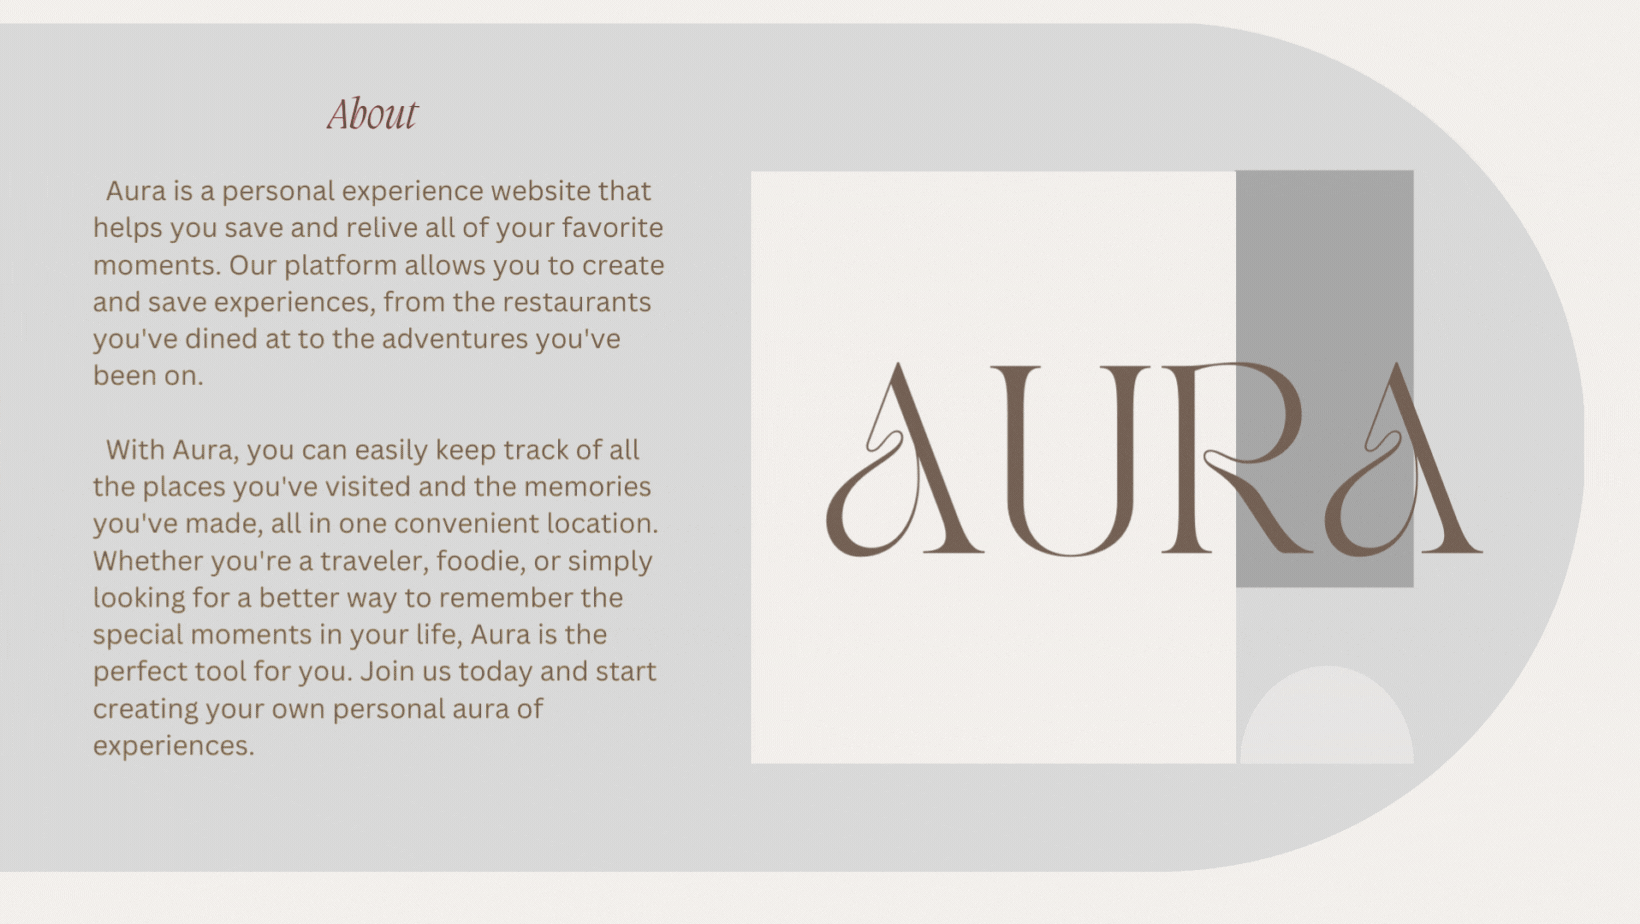 About
Aura is a personal experience website that
helps you save and relive all of your favorite
moments. Our platform allows you to create
and save experiences, from the restaurants
you've dined at to the adventures you've
been on.
With Aura, you can easily keep track of all
the places you've visited and the memories
you've made, all in one convenient location.
Whether you're a traveler, foodie, or simply
looking for a better way to remember the
special moments in your life, Aura is the
perfect tool for you. Join us today and start
creating your own personal aura of
experiences.
AURA